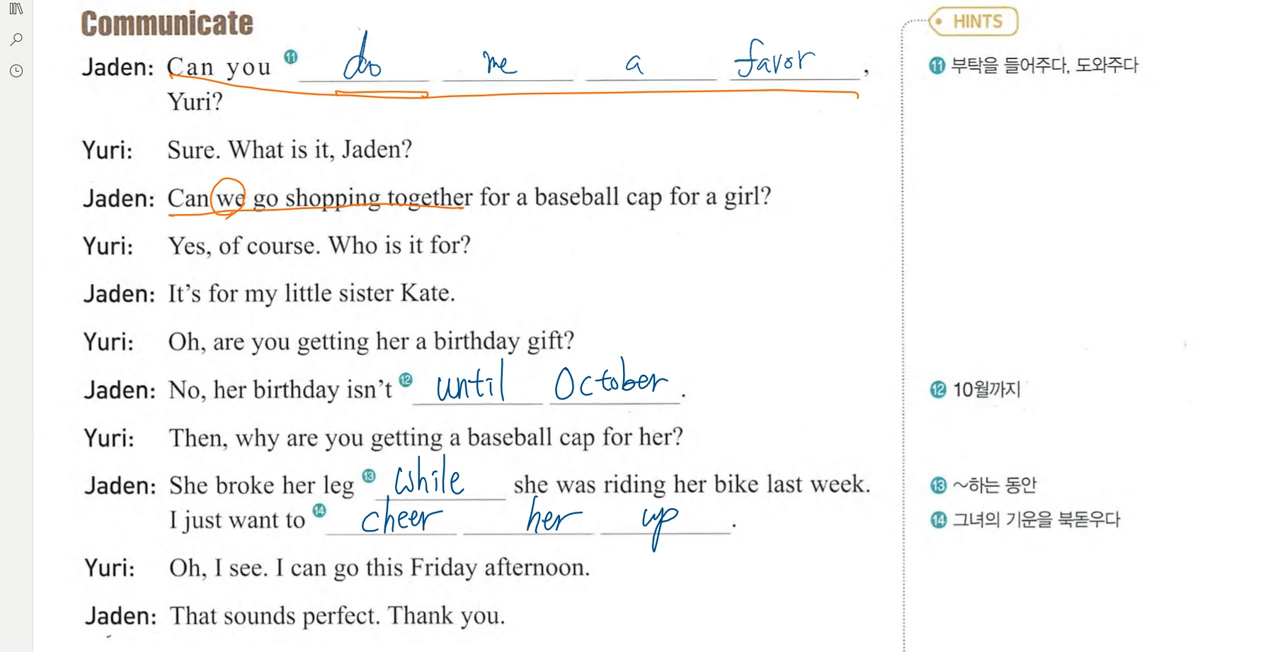 Communicate
HINTS
Jaden: Can you ⑪ do me a favor,
⑪ 부탁을 들어주다, 도와주다
Yuri?
Yuri: Sure. What is it, Jaden?
Jaden: Can we go shopping together for a baseball cap for a girl?
Yuri: Yes, of course. Who is it for?
Jaden: It's for my little sister Kate.
Yuri: Oh, are you getting her a birthday gift?
Jaden: No, her birthday isn't ⑫ until October.
⑫ 10월까지
Yuri: Then, why are you getting a baseball cap for her?
Jaden: She broke her leg ⑬ while she was riding her bike last week.
⑬ ~하는 동안
I just want to ⑭ cheer her up.
⑭ 그녀의 기운을 북돋우다
Yuri: Oh, I see. I can go this Friday afternoon.
Jaden: That sounds perfect. Thank you.